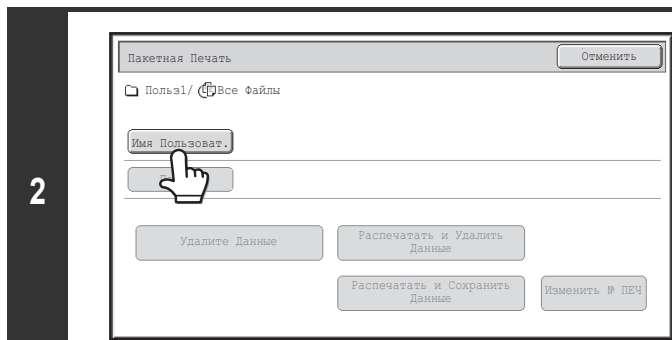 2
Пакетная Печать
Отменить
Польз1/ Все Файлы
Имя Пользоват.
Удалите Данные
Распечатать и Удалить
Данные
Распечатать и Сохранить
Данные
Изменить № ПЕЧ